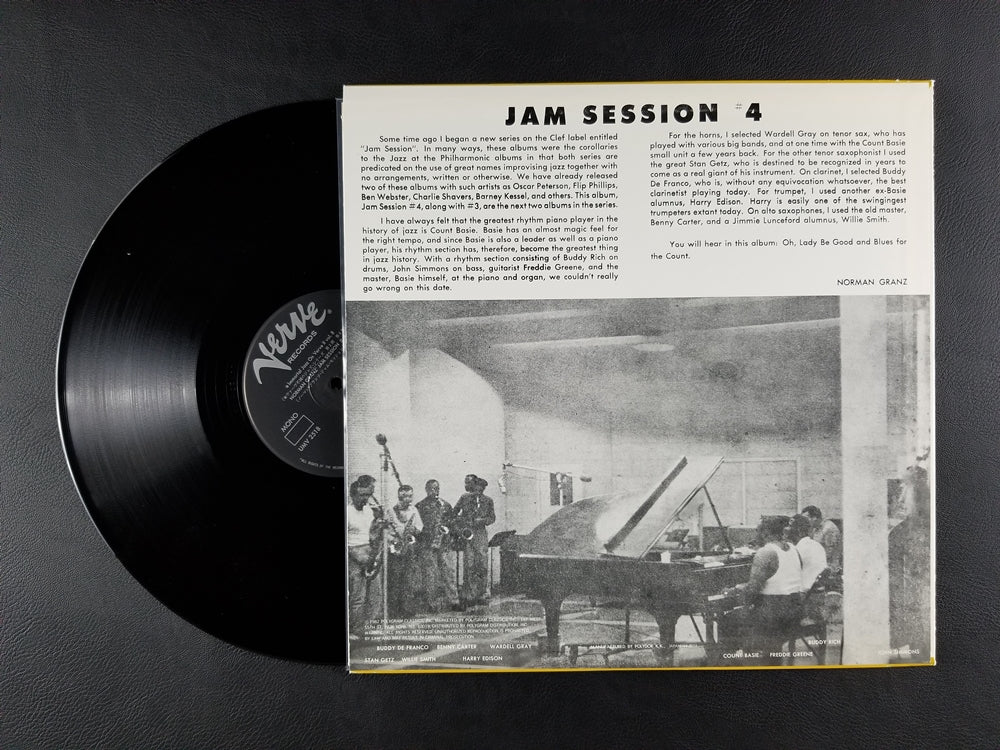 JAM SESSION #4
Some time ago I began a new series on the Clef label entitled
"Jam Session". In many ways, these albums were the corollaries
to the Jazz at the Philharmonic albums in that both series are
predicated on the use of great names improvising jazz together with
no arrangements, written or otherwise. We have already released
two of these albums with such artists as Oscar Peterson, Flip Phillips,
Ben Webster, Charlie Shavers, Barney Kessel, and others. This album,
Jam Session #4, along with #3, are the next two albums in the series.
I have always felt that the greatest rhythm piano player in the
history of jazz is Count Basie. Basie has an almost magic feel for
the right tempo, and since Basie is also a leader as well as a piano
player, his rhythm section has, therefore, become the greatest thing
in jazz history. With a rhythm section consisting of Buddy Rich on
drums, John Simmons on bass, guitarist Freddie Greene, and the
master, Basie himself, at the piano and organ, we couldn't really
go wrong on this date.
For the horns, I selected Wardell Gray on tenor sax, who has
played with various big bands, and at one time with the Count Basie
small unit a few years back. For the other tenor saxophonist I used
the great Stan Getz, who is destined to be recognized in years to
come as a real giant of his instrument. On clarinet, I selected Buddy
De Franco, who is, without any equivocation whatsoever, the best
clarinetist playing today. For trumpet, I used another ex-Basie
alumnus, Harry Edison. Harry is easily one of the swingingest
trumpeters extant today. On alto saxophones, I used the old master,
Benny Carter, and a Jimmie Lunceford alumnus, Willie Smith.
You will hear in this album: Oh, Lady Be Good and Blues for
the Count.
NORMAN GRANZ
Verve
RECORDS
NORMAN GRANZ JAM SESSION
MONO
UMV 2518
BUDDY DE FRANCO BENNY CARTER WARDELL GRAY
STAN GETZ WILLIE SMITH HARRY EDISON
MANUFACTURED BY POLYDOR K.K.
BUDDY RICH
COUNT BASIE FREDDIE GREENE
JOHN SIMMONS